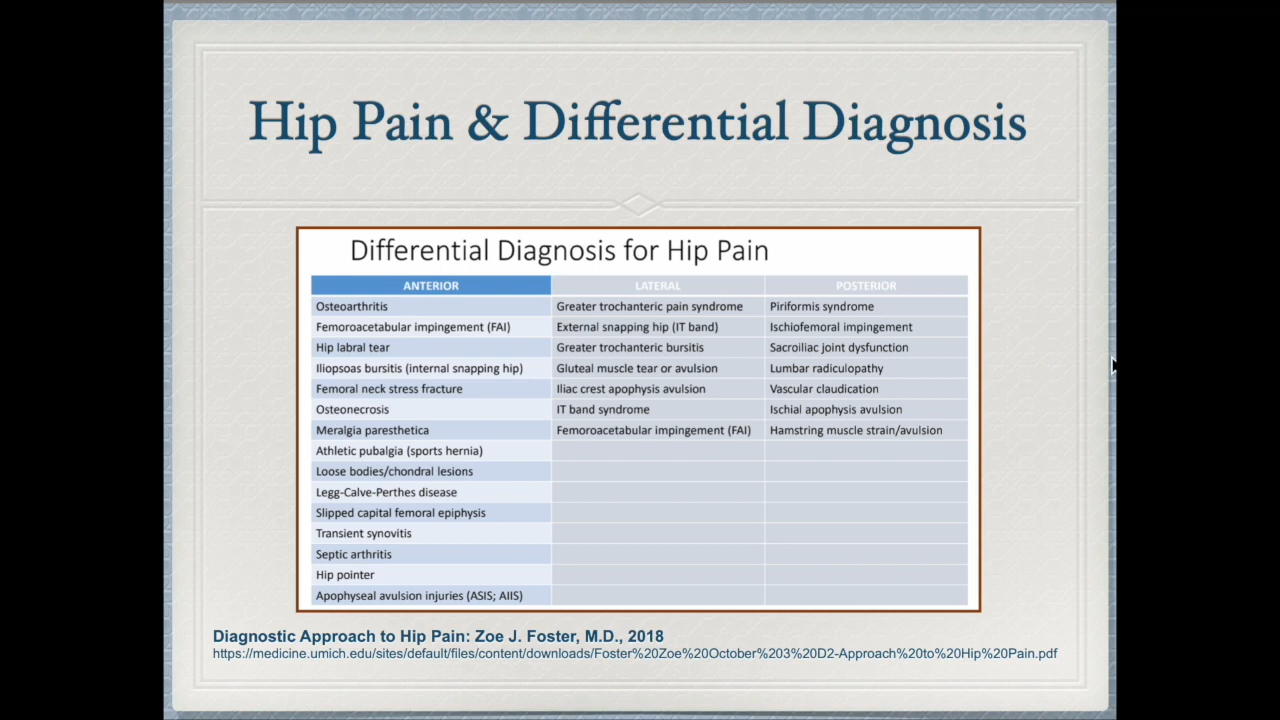 Hip Pain & Differential Diagnosis
Differential Diagnosis for Hip Pain
ANTERIOR LATERAL POSTERIOR
Osteoarthritis Greater trochanteric pain syndrome Piriformis syndrome
Femoroacetabular impingement (FAI) External snapping hip (IT band) Ischiofemoral impingement
Hip labral tear Greater trochanteric bursitis Sacroiliac joint dysfunction
Iliopsoas bursitis (internal snapping hip) Gluteal muscle tear or avulsion Lumbar radiculopathy
Femoral neck stress fracture Iliac crest apophysis avulsion Vascular claudication
Osteonecrosis IT band syndrome Ischial apophysis avulsion
Meralgia paresthetica Femoroacetabular impingement (FAI) Hamstring muscle strain/avulsion
Athletic pubalgia (sports hernia)
Loose bodies/chondral lesions
Legg-Calve-Perthes disease
Slipped capital femoral epiphysis
Transient synovitis
Septic arthritis
Hip pointer
Apophyseal avulsion injuries (ASIS; AIIS)
Diagnostic Approach to Hip Pain: Zoe J. Foster, M.D., 2018
https://medicine.umich.edu/sites/default/files/content/downloads/Foster%20Zoe%20October%203%20D2-Approach%20to%20Hip%20Pain.pdf